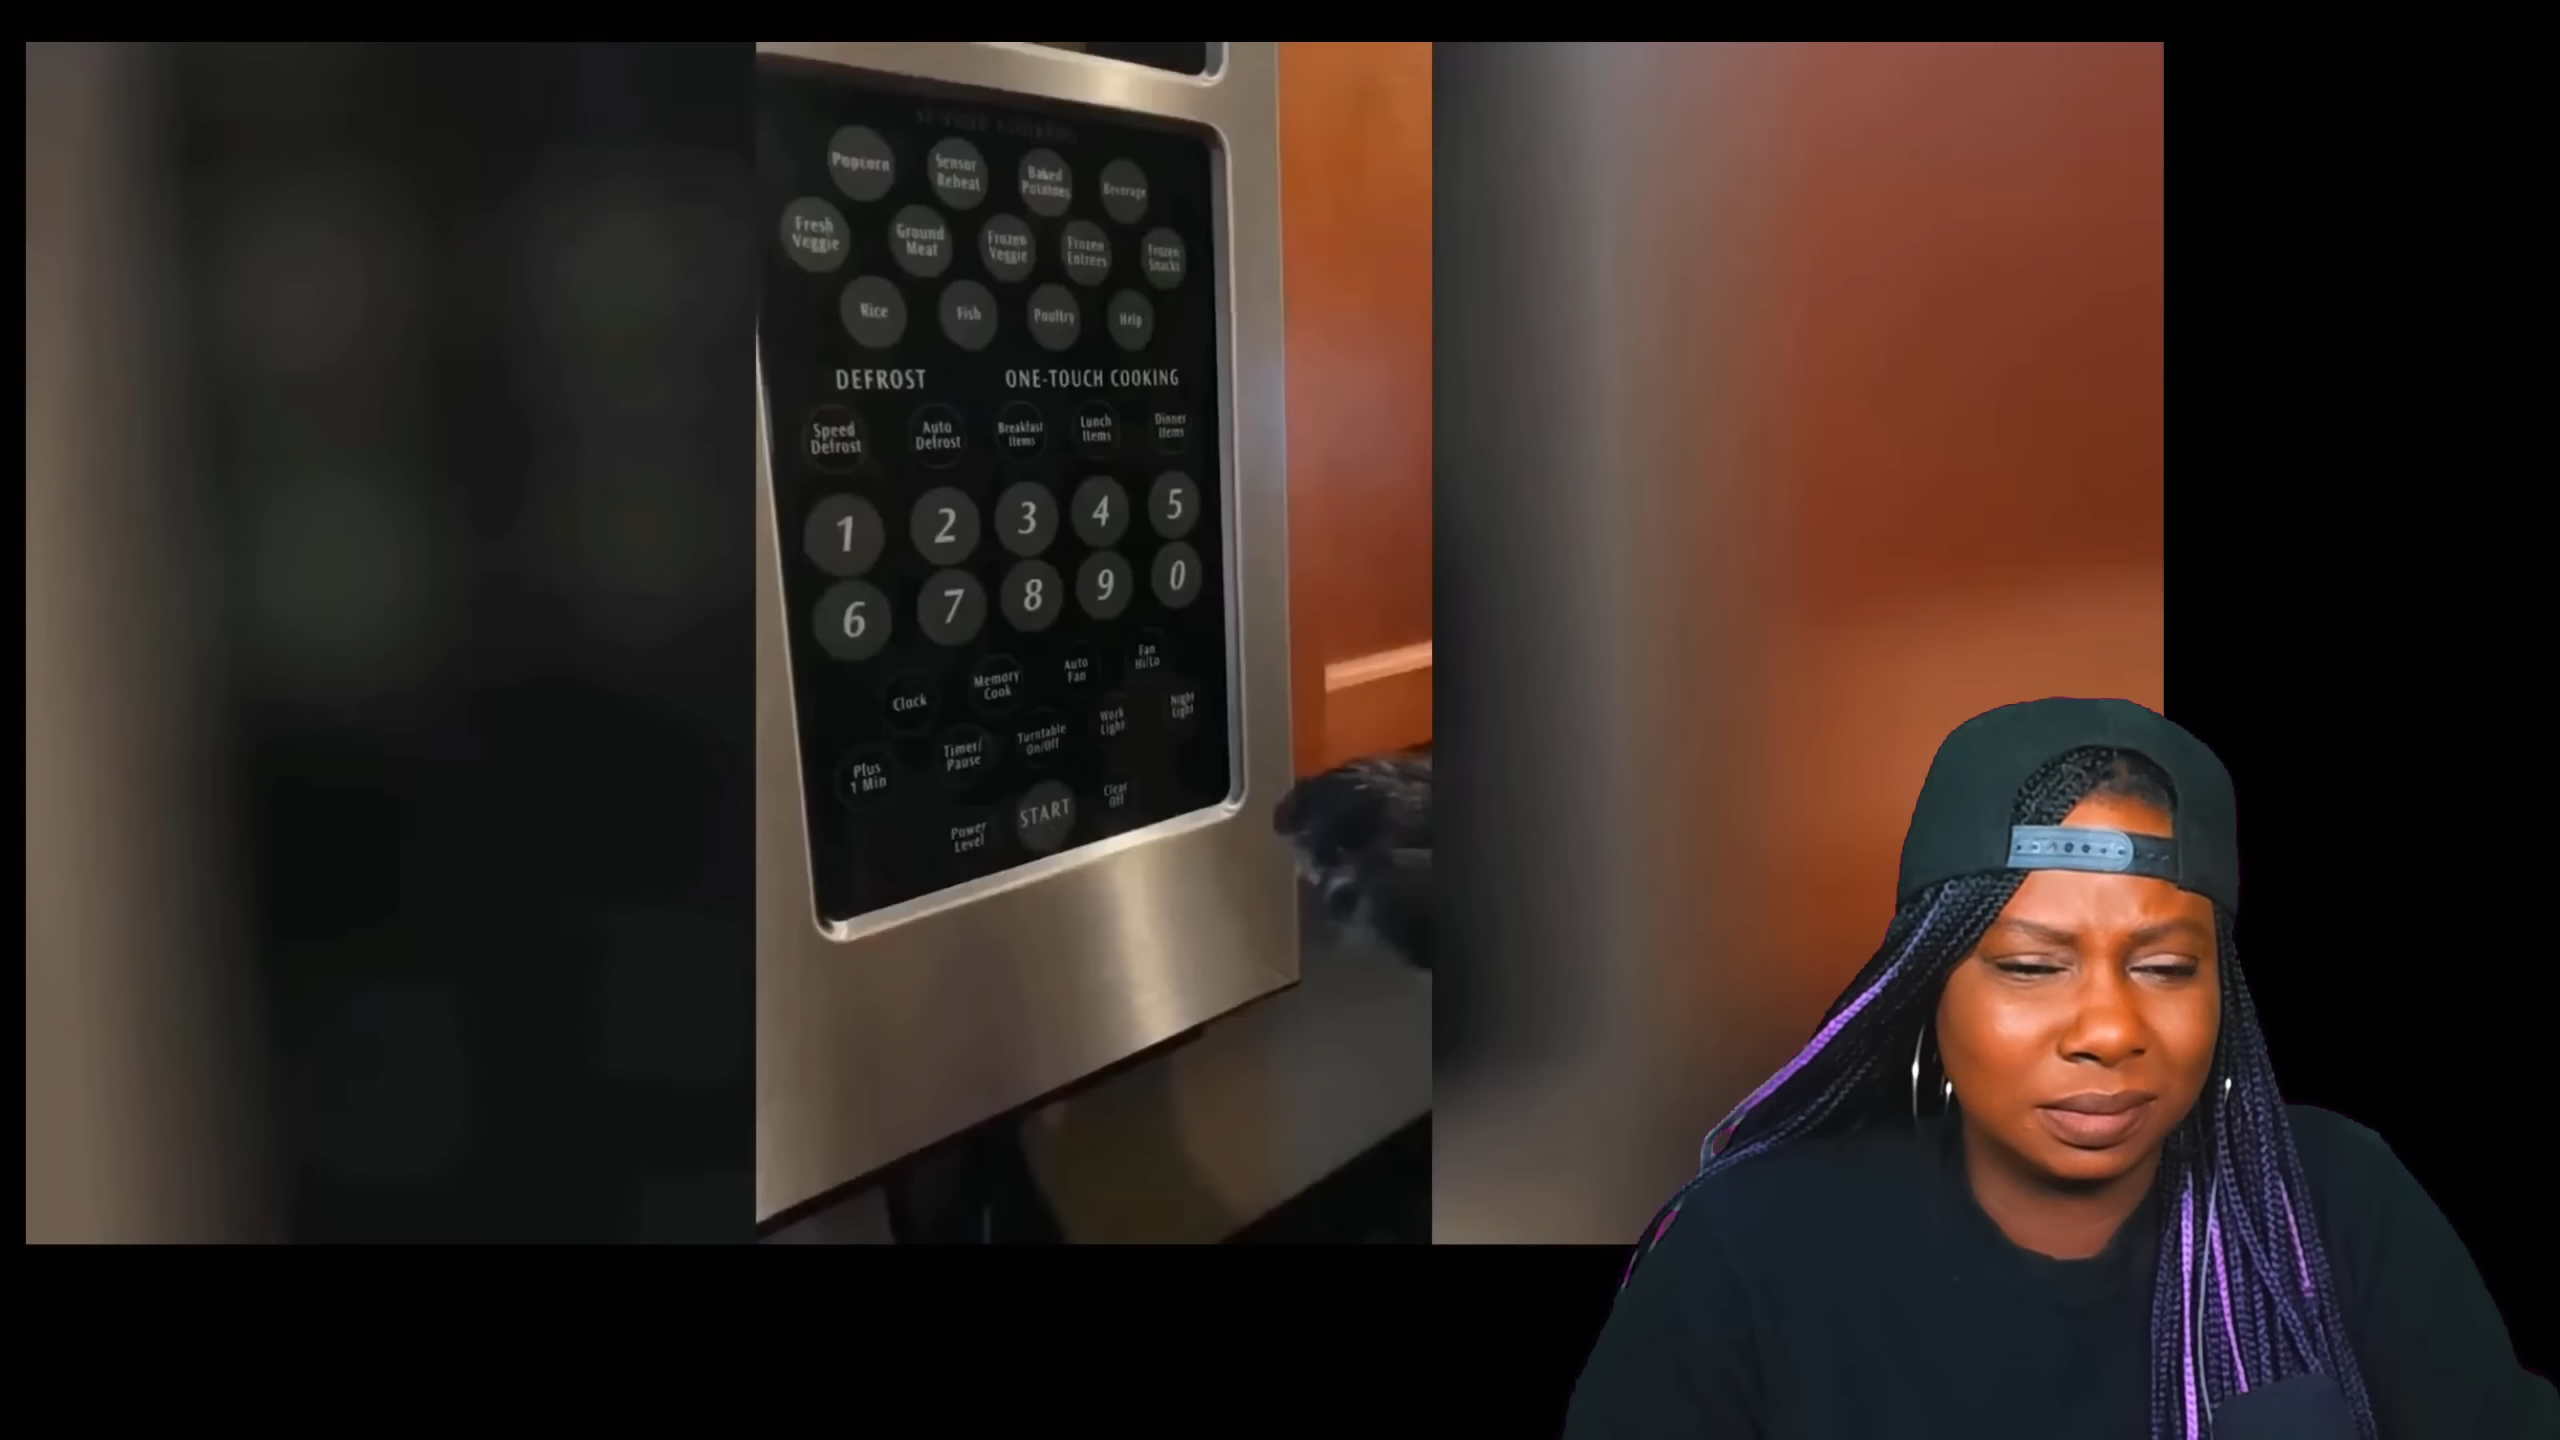 Popcorn
Sensor
Reheat
Baked
Potatoes
Beverage
Fresh
Veggie
Ground
Meat
Frozen
Veggie
Frozen
Entrees
Frozen
Snacks
Rice
Fish
Poultry
Help
DEFROST
ONE-TOUCH COOKING
Speed
Defrost
Auto
Defrost
Breakfast
Items
Lunch
Items
Dinner
Items
1 2 3 4 5
6 7 8 9 0
Clock
Memory
Cook
Auto
Fan
Fan
Hi/Lo
Plus
1 Min
Timer/
Pause
Turntable
On/Off
Work
Light
Night
Light
Power
Level
START
Clear
Off